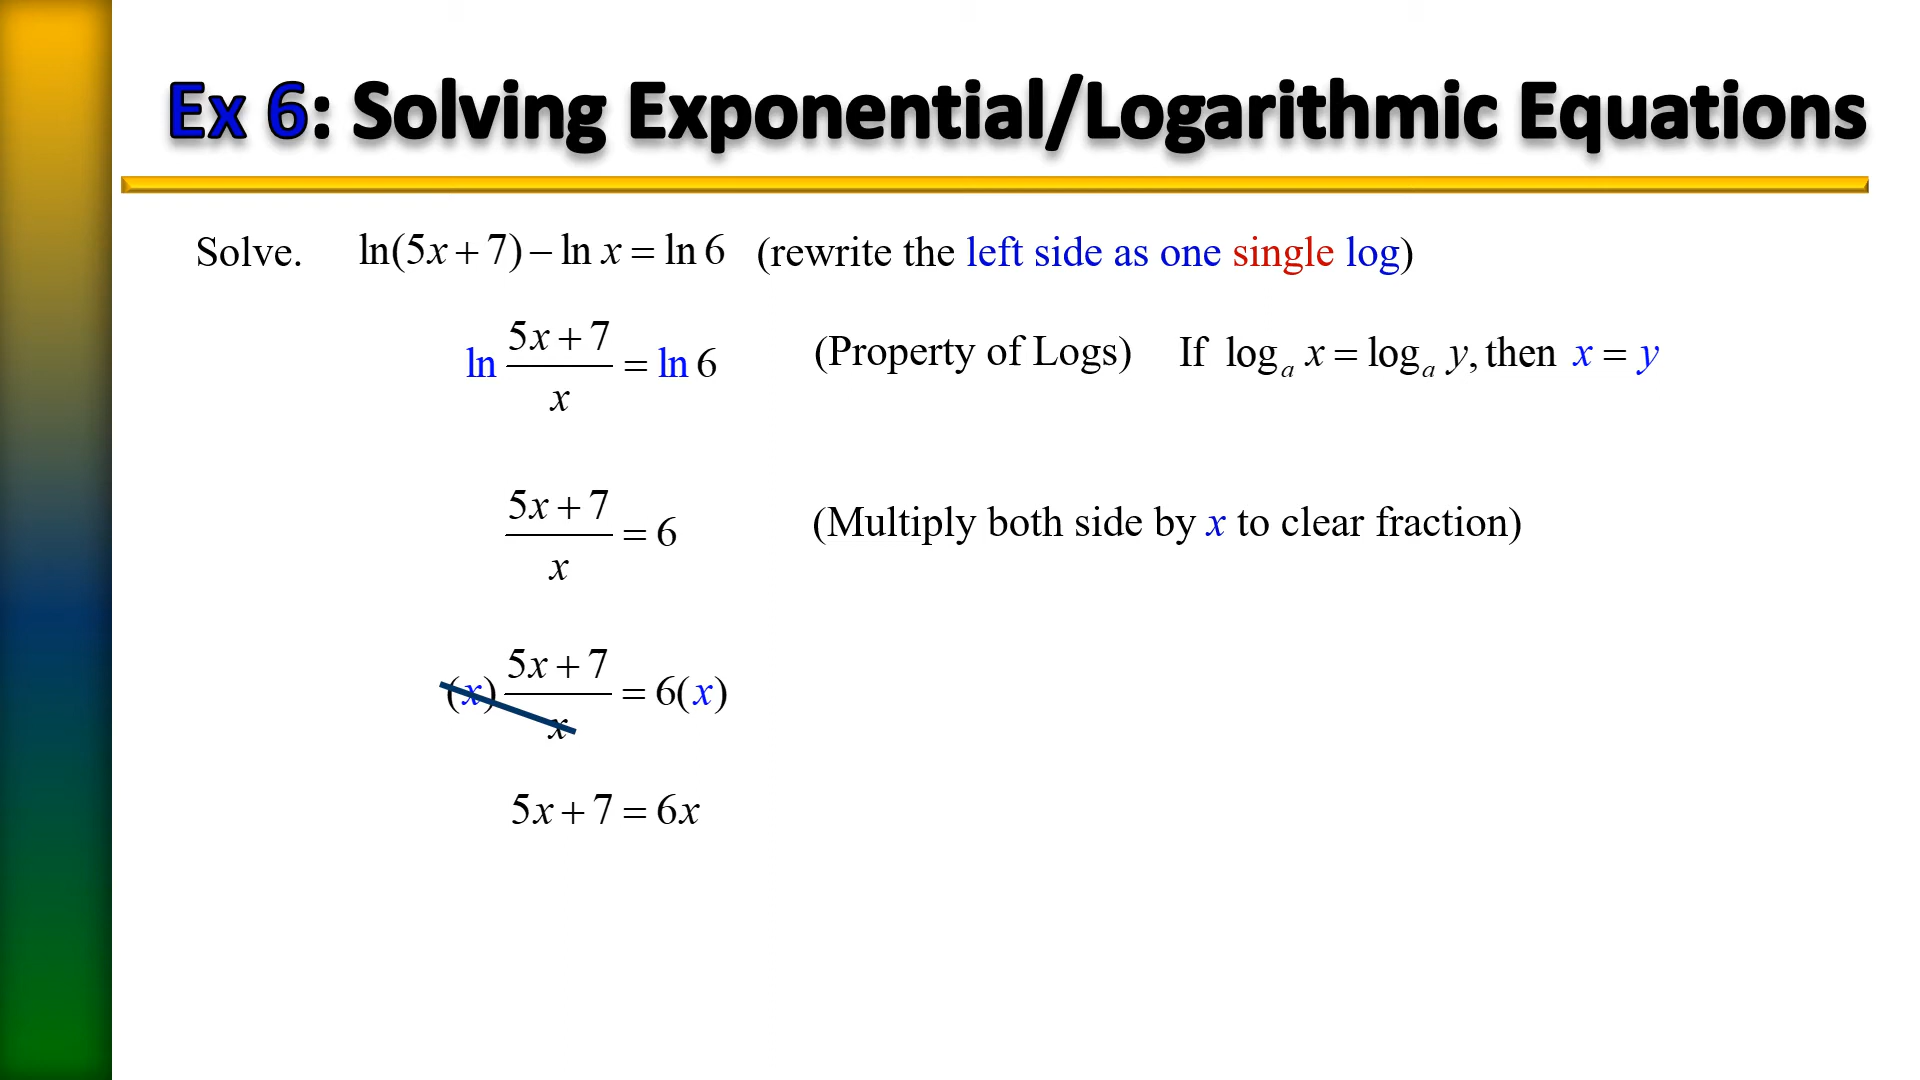 Ex 6: Solving Exponential/Logarithmic Equations
Solve. ln(5x + 7) − ln x = ln 6 (rewrite the left side as one single log)
ln (5x + 7)/x = ln 6 (Property of Logs) If logₐ x = logₐ y, then x = y
(5x + 7)/x = 6 (Multiply both side by x to clear fraction)
(x) (5x + 7)/x = 6(x)
5x + 7 = 6x